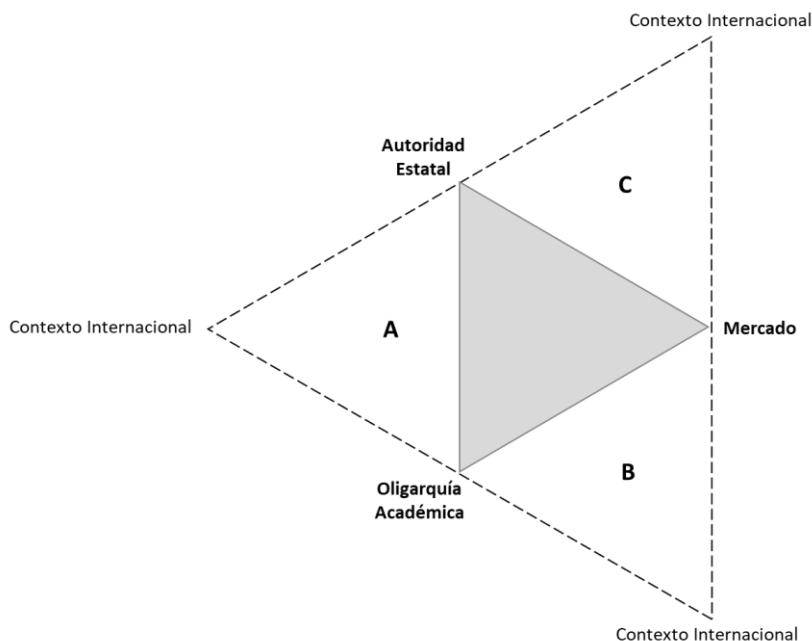 Contexto Internacional
Autoridad
Estatal
C
Contexto Internacional
A
Mercado
B
Oligarquía
Académica
Contexto Internacional